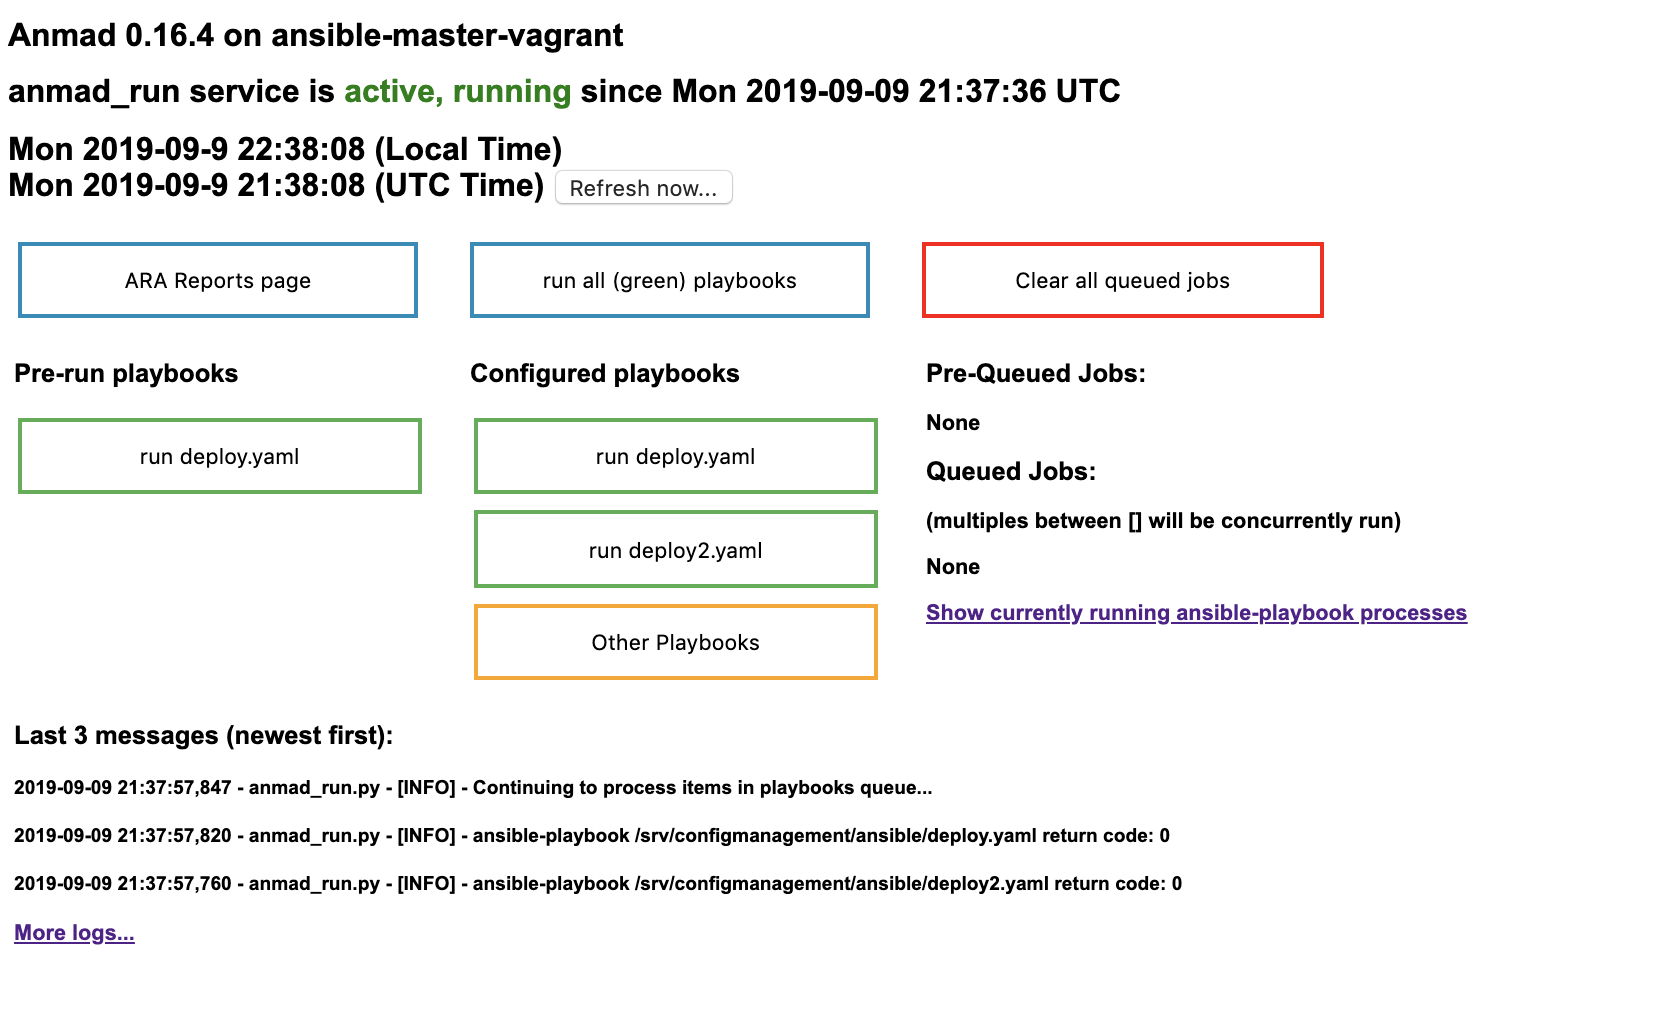 Anmad 0.16.4 on ansible-master-vagrant
anmad_run service is active, running since Mon 2019-09-09 21:37:36 UTC
Mon 2019-09-9 22:38:08 (Local Time)
Mon 2019-09-9 21:38:08 (UTC Time) Refresh now...
ARA Reports page
run all (green) playbooks
Clear all queued jobs
Pre-run playbooks
run deploy.yaml
Configured playbooks
run deploy.yaml
run deploy2.yaml
Other Playbooks
Pre-Queued Jobs:
None
Queued Jobs:
(multiples between [] will be concurrently run)
None
Show currently running ansible-playbook processes
Last 3 messages (newest first):
2019-09-09 21:37:57,847 - anmad_run.py - [INFO] - Continuing to process items in playbooks queue...
2019-09-09 21:37:57,820 - anmad_run.py - [INFO] - ansible-playbook /srv/configmanagement/ansible/deploy.yaml return code: 0
2019-09-09 21:37:57,760 - anmad_run.py - [INFO] - ansible-playbook /srv/configmanagement/ansible/deploy2.yaml return code: 0
More logs...